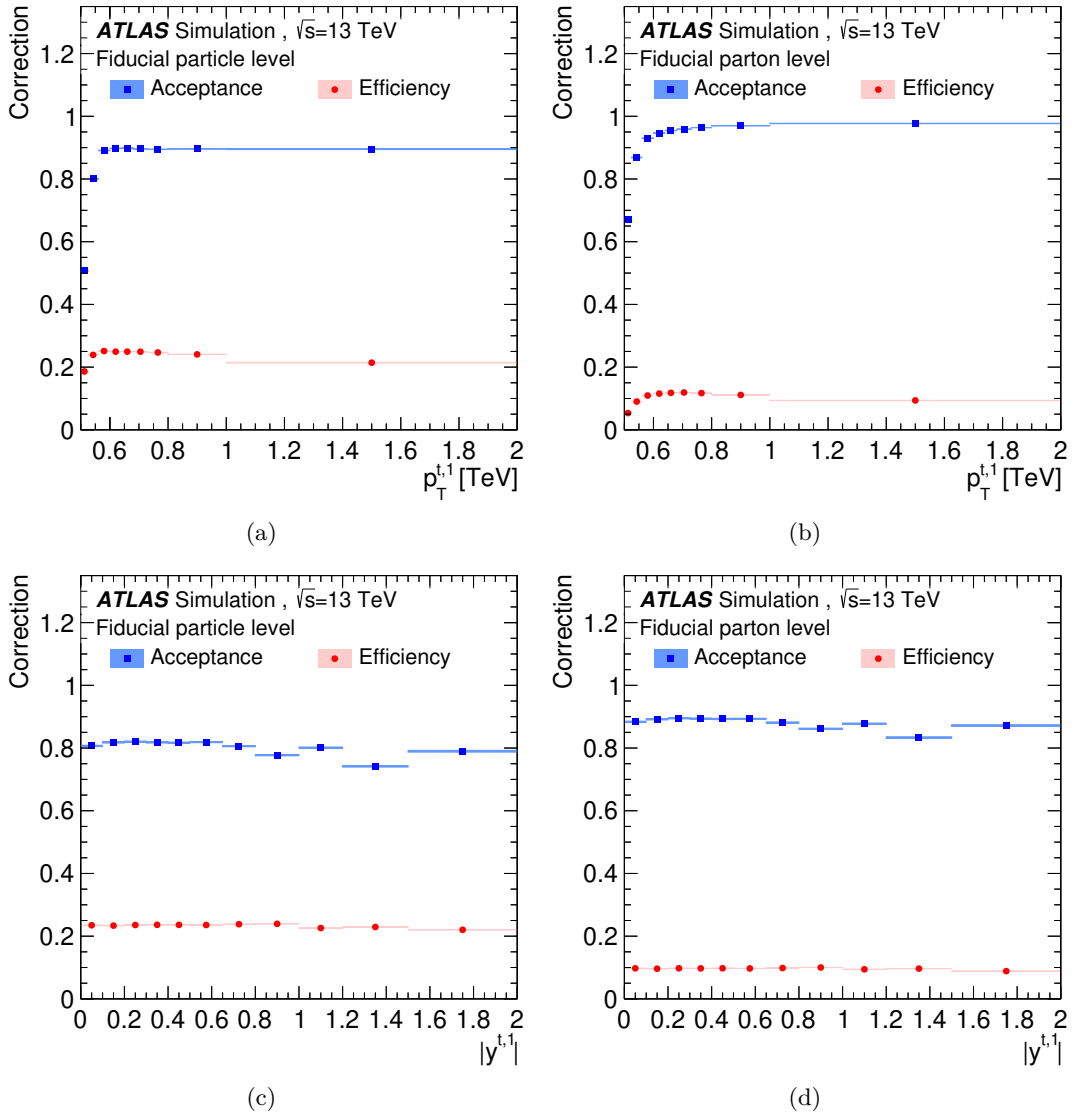 ATLAS Simulation , √s=13 TeV
Fiducial particle level
Acceptance Efficiency
Correction
1.2
1
0.8
0.6
0.4
0.2
0
0.6 0.8 1 1.2 1.4 1.6 1.8 2
p_T^{t,1} [TeV]
(a)
ATLAS Simulation , √s=13 TeV
Fiducial parton level
Acceptance Efficiency
Correction
1.2
1
0.8
0.6
0.4
0.2
0
0.6 0.8 1 1.2 1.4 1.6 1.8 2
p_T^{t,1} [TeV]
(b)
ATLAS Simulation , √s=13 TeV
Fiducial particle level
Acceptance Efficiency
Correction
1.2
1
0.8
0.6
0.4
0.2
0
0 0.2 0.4 0.6 0.8 1 1.2 1.4 1.6 1.8 2
|y^{t,1}|
(c)
ATLAS Simulation , √s=13 TeV
Fiducial parton level
Acceptance Efficiency
Correction
1.2
1
0.8
0.6
0.4
0.2
0
0 0.2 0.4 0.6 0.8 1 1.2 1.4 1.6 1.8 2
|y^{t,1}|
(d)